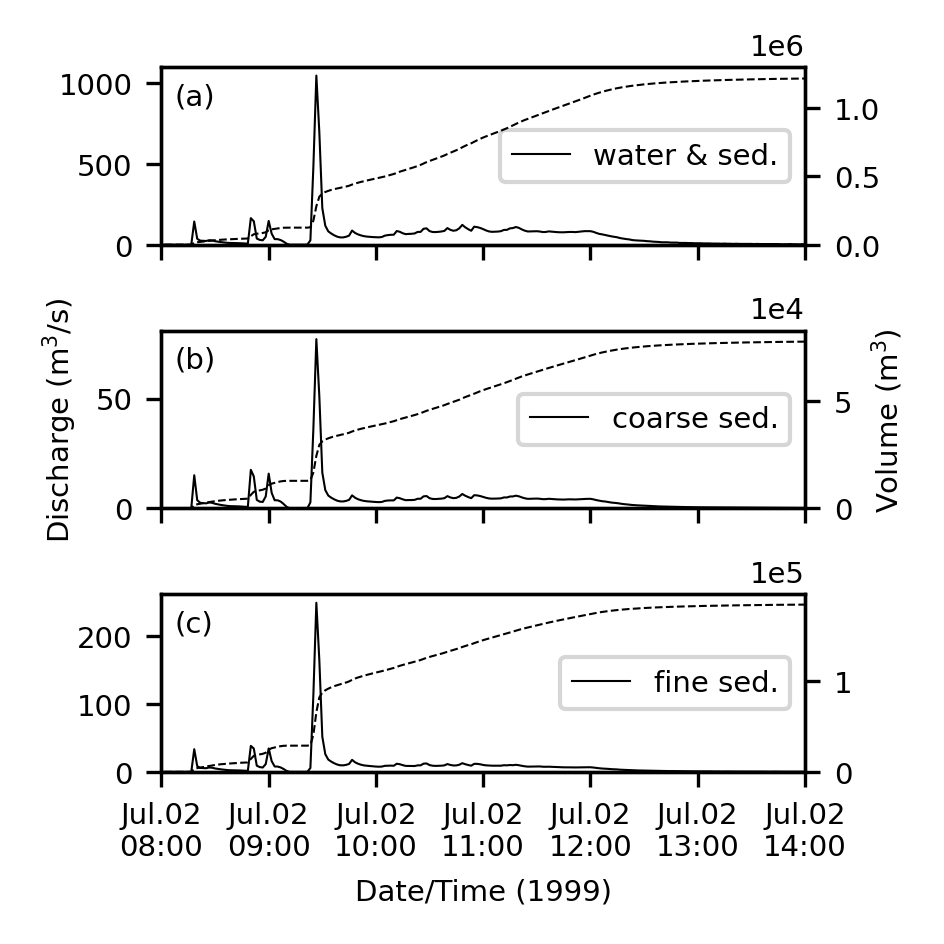 1e6
(a)
1000
500
0
water & sed.
1.0
0.5
0.0
1e4
(b)
50
0
coarse sed.
5
0
Discharge (m³/s)
Volume (m³)
1e5
(c)
200
100
0
fine sed.
1
0
Jul.02 Jul.02 Jul.02 Jul.02 Jul.02 Jul.02 Jul.02
08:00 09:00 10:00 11:00 12:00 13:00 14:00
Date/Time (1999)